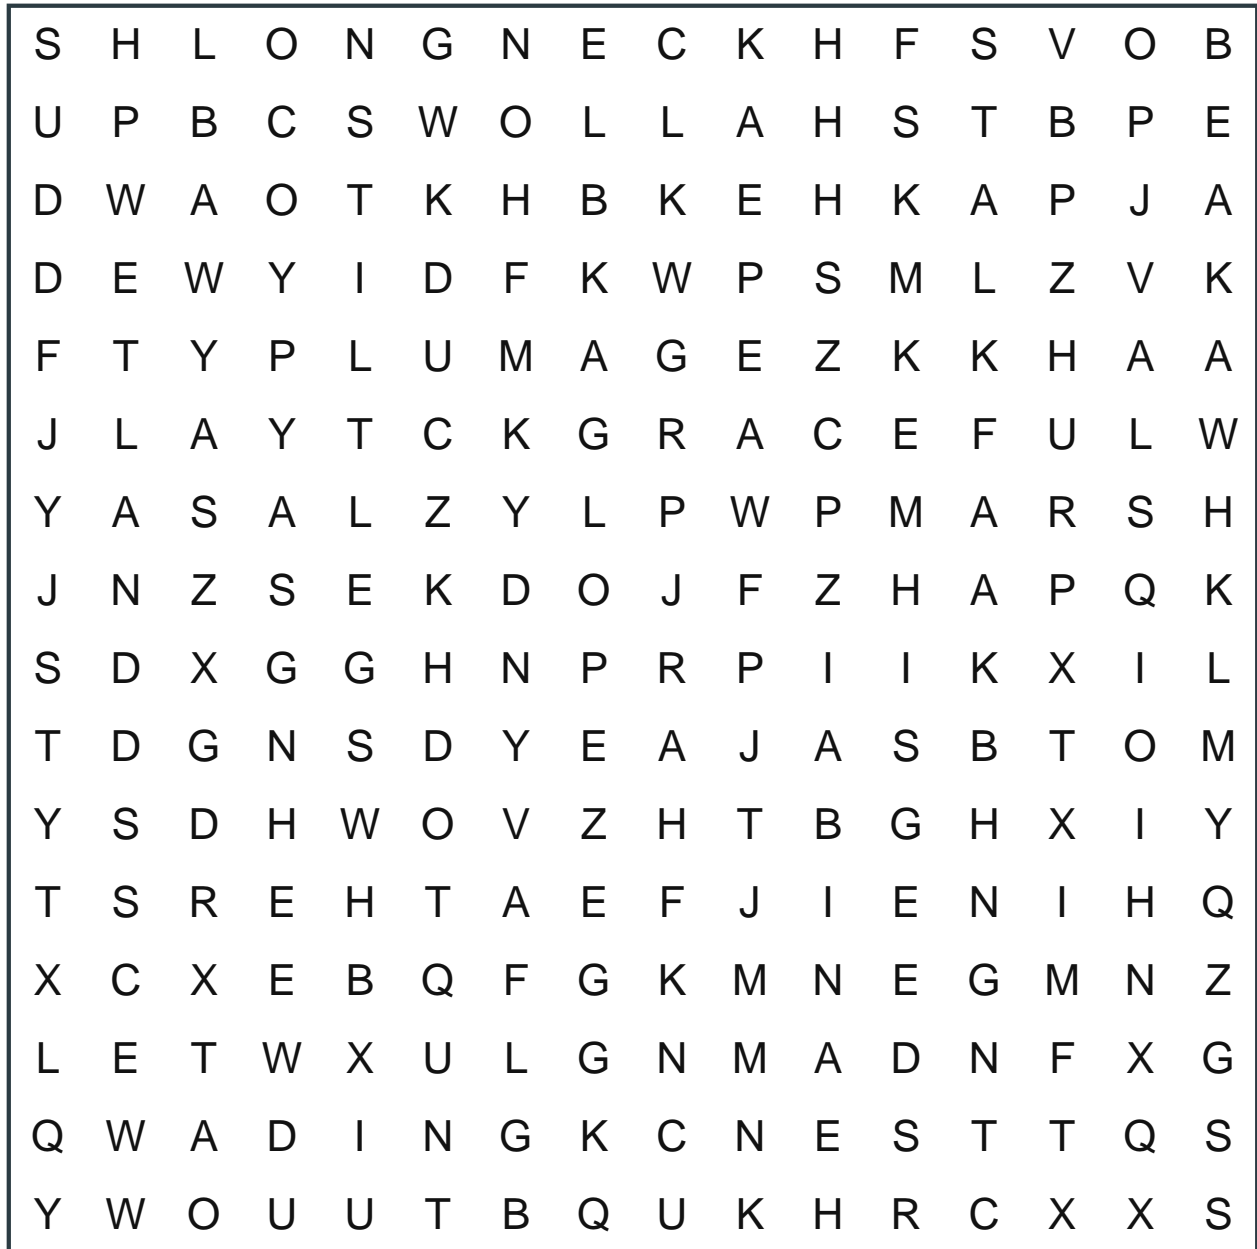 S H L O N G N E C K H F S V O B
U P B C S W O L L A H S T B P E
D W A O T K H B K E H K A P J A
D E W Y I D F K W P S M L Z V K
F T Y P L U M A G E Z K K H A A
J L A Y T C K G R A C E F U L W
Y A S A L Z Y L P W P M A R S H
J N Z S E K D O J F Z H A P Q K
S D X G G H N P R P I I K X I L
T D G N S D Y E A J A S B T O M
Y S D H W O V Z H T B G H X I Y
T S R E H T A E F J I E N I H Q
X C X E B Q F G K M N E G M N Z
L E T W X U L G N M A D N F X G
Q W A D I N G K C N E S T T Q S
Y W O U U T B Q U K H R C X X S